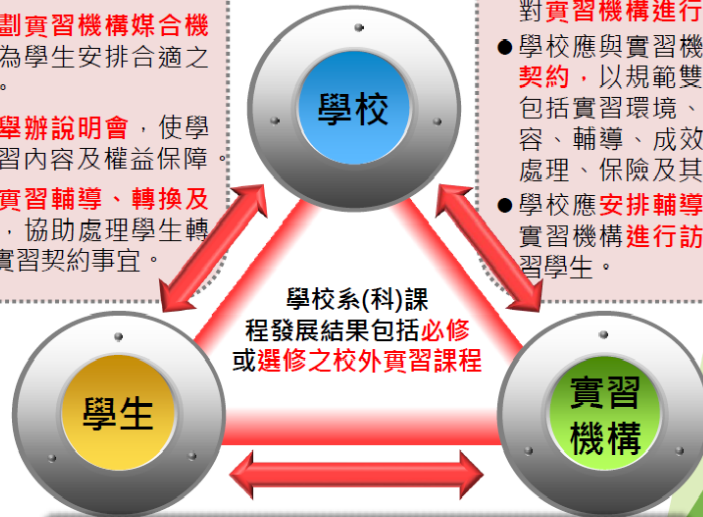 劃實習機構媒合機
為學生安排合適之
。
舉辦說明會，使學
習內容及權益保障。
實習輔導、轉換及
，協助處理學生轉
實習契約事宜。
學校
對實習機構進行
●學校應與實習機
契約，以規範雙
包括實習環境、
容、輔導、成效
處理、保險及其
●學校應安排輔導
實習機構進行訪
習學生。
學校系(科)課
程發展結果包括必修
或選修之校外實習課程
學生
實習
機構